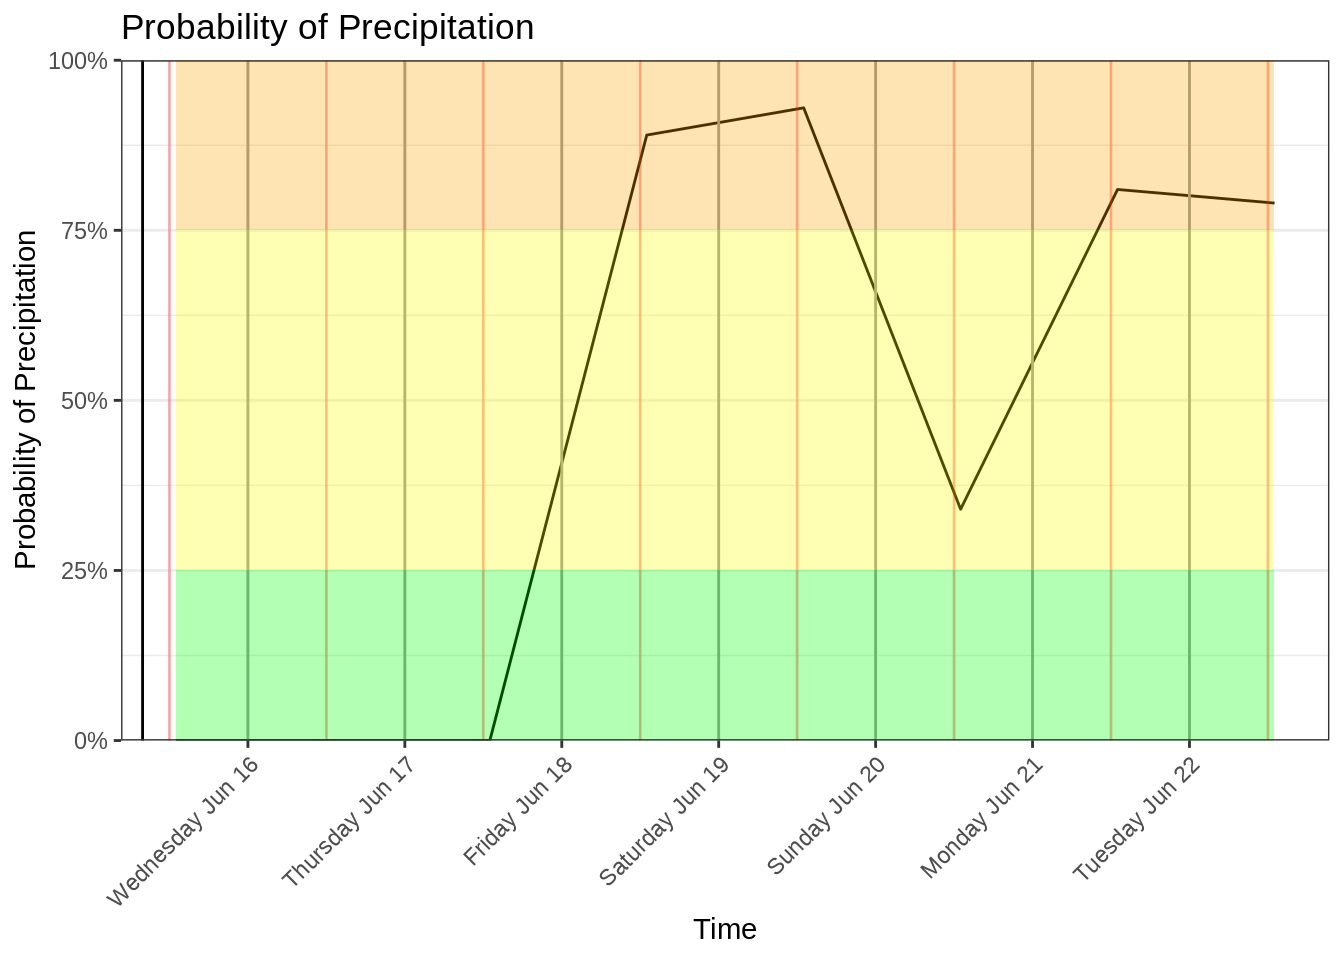 Probability of Precipitation
Probability of Precipitation
100%
75%
50%
25%
0%
Wednesday Jun 16
Thursday Jun 17
Friday Jun 18
Saturday Jun 19
Sunday Jun 20
Monday Jun 21
Tuesday Jun 22
Time